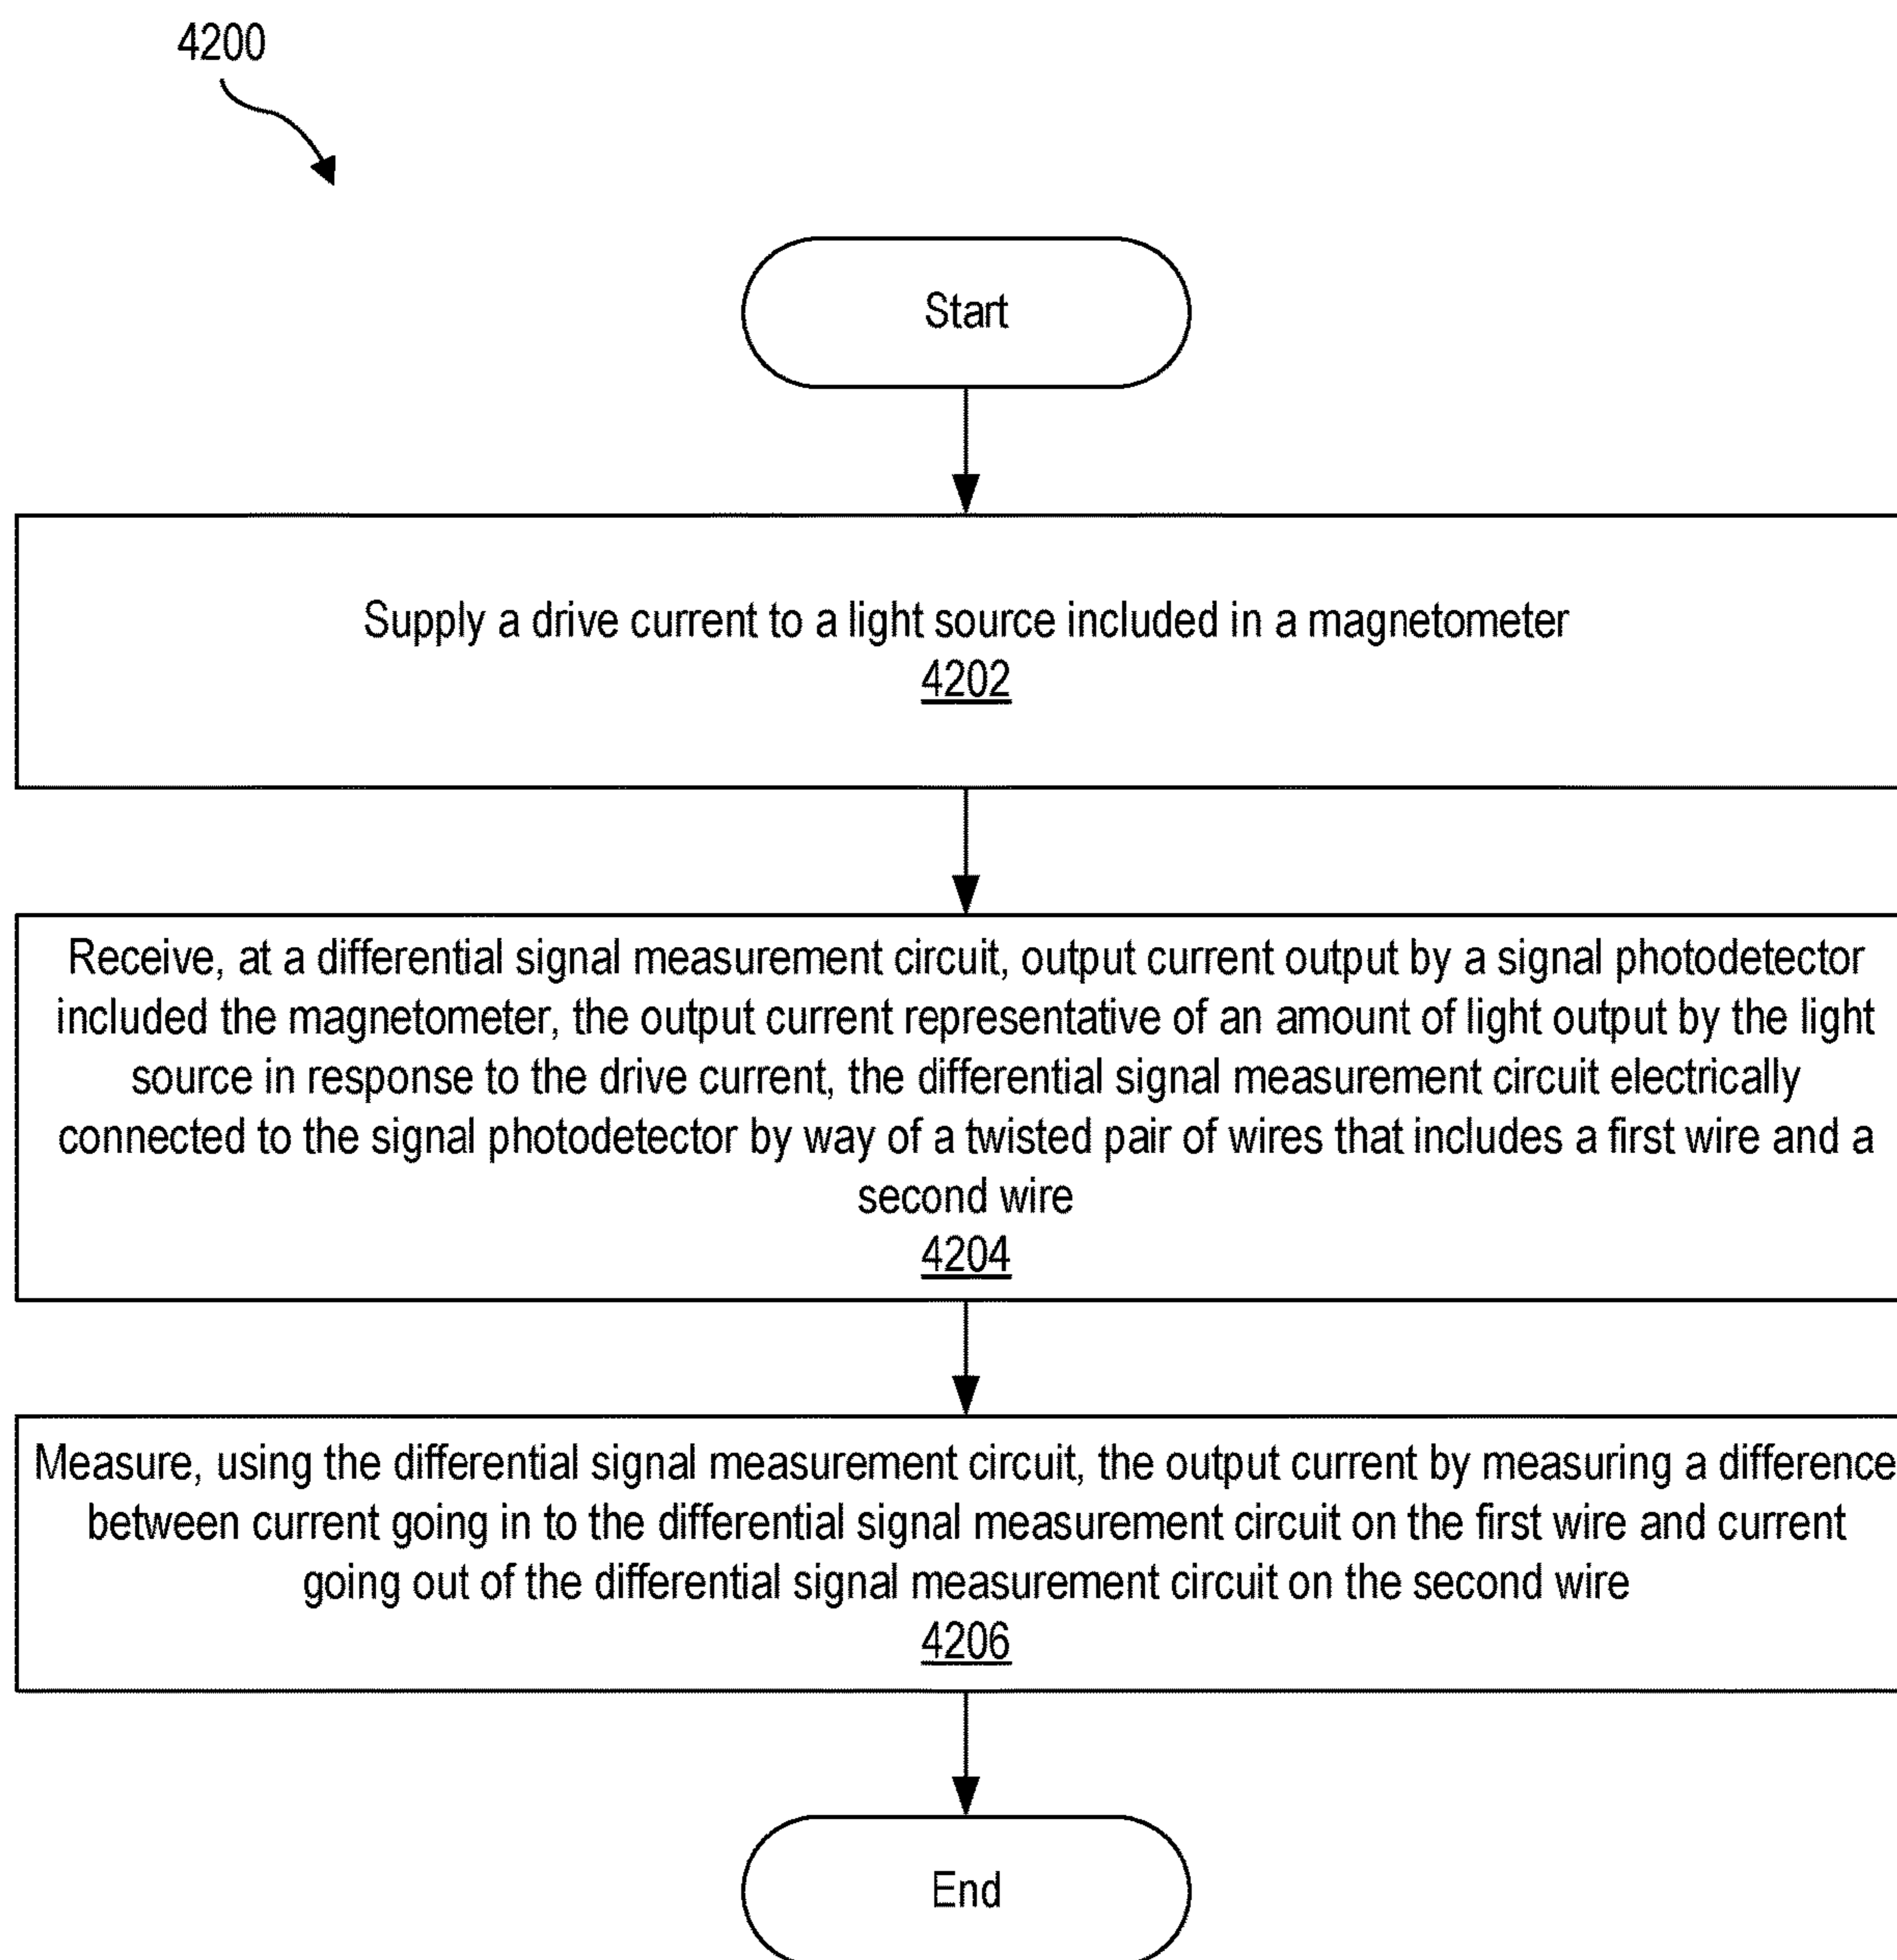 4200
Start
Supply a drive current to a light source included in a magnetometer
4202
Receive, at a differential signal measurement circuit, output current output by a signal photodetector
included the magnetometer, the output current representative of an amount of light output by the light
source in response to the drive current, the differential signal measurement circuit electrically
connected to the signal photodetector by way of a twisted pair of wires that includes a first wire and a
second wire
4204
Measure, using the differential signal measurement circuit, the output current by measuring a difference
between current going in to the differential signal measurement circuit on the first wire and current
going out of the differential signal measurement circuit on the second wire
4206
End